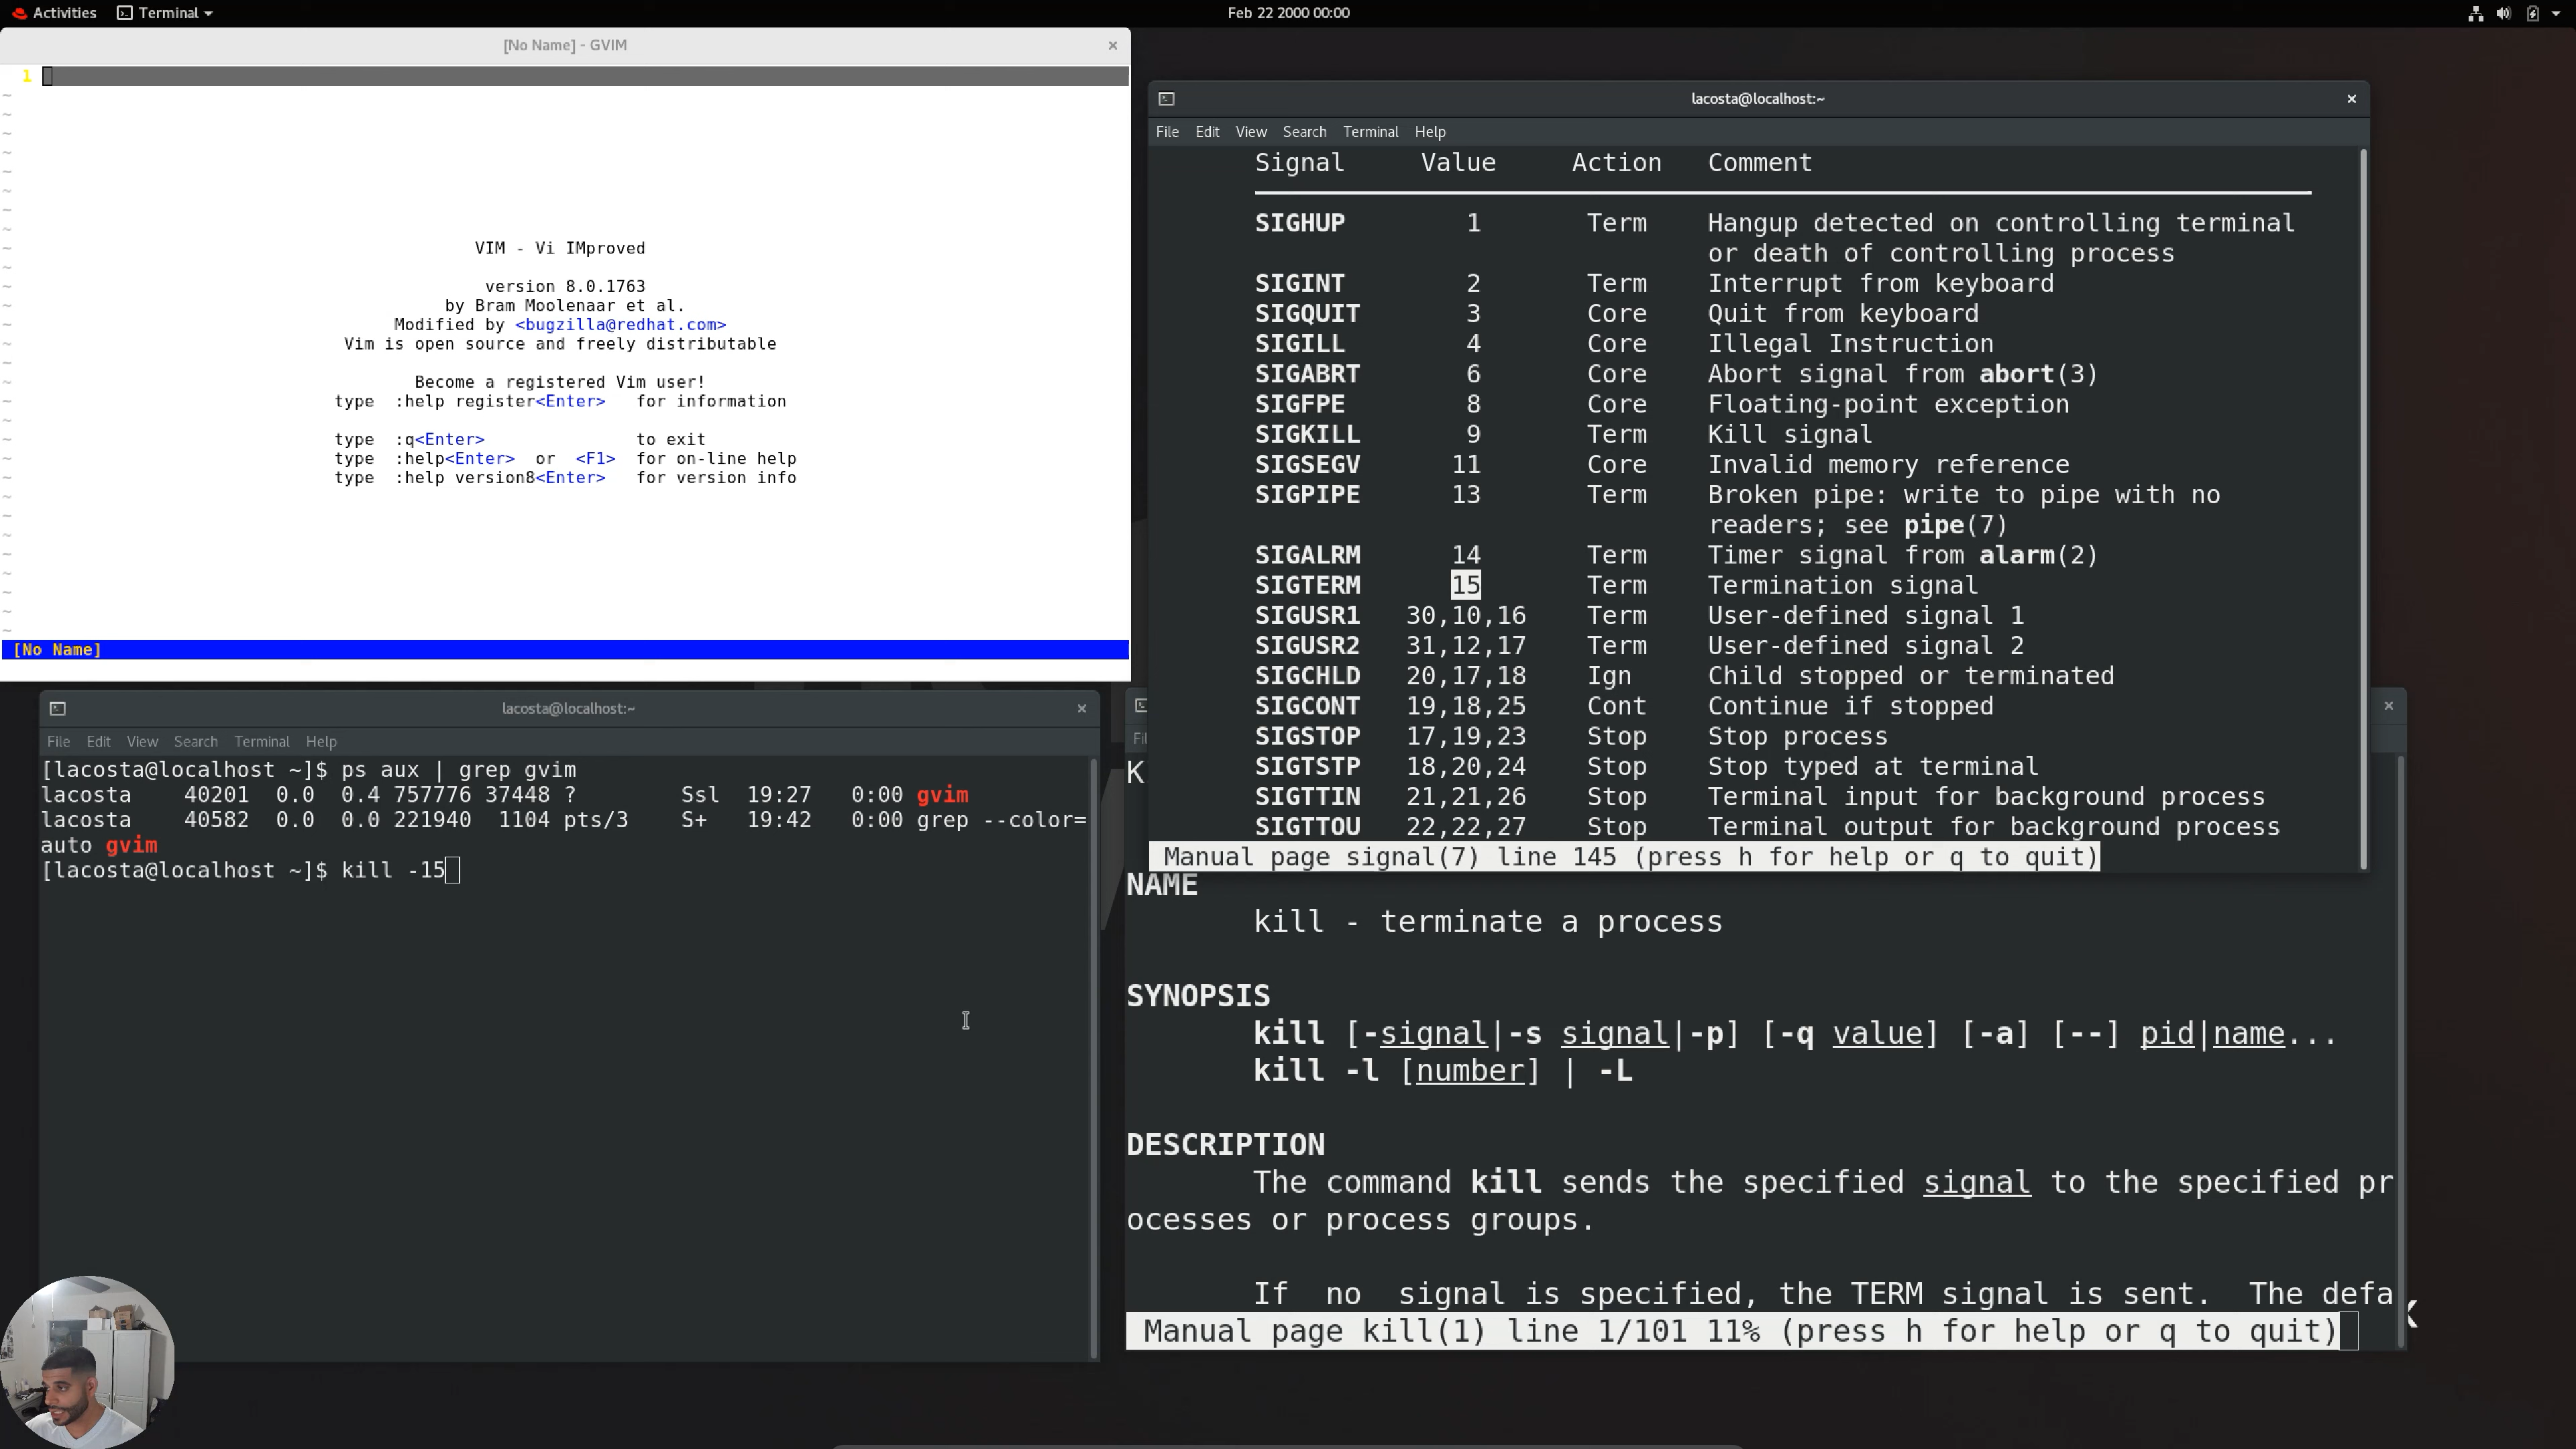 Activities Terminal Feb 22 2000 00:00
[No Name] - GVIM
1
VIM - Vi IMproved
version 8.0.1763
by Bram Moolenaar et al.
Modified by <bugzilla@redhat.com>
Vim is open source and freely distributable
Become a registered Vim user!
type :help register<Enter> for information
type :q<Enter> to exit
type :help<Enter> or <F1> for on-line help
type :help version8<Enter> for version info
[No Name]
lacosta@localhost:~
File Edit View Search Terminal Help
Signal Value Action Comment
SIGHUP 1 Term Hangup detected on controlling terminal
or death of controlling process
SIGINT 2 Term Interrupt from keyboard
SIGQUIT 3 Core Quit from keyboard
SIGILL 4 Core Illegal Instruction
SIGABRT 6 Core Abort signal from abort(3)
SIGFPE 8 Core Floating-point exception
SIGKILL 9 Term Kill signal
SIGSEGV 11 Core Invalid memory reference
SIGPIPE 13 Term Broken pipe: write to pipe with no
readers; see pipe(7)
SIGALRM 14 Term Timer signal from alarm(2)
SIGTERM 15 Term Termination signal
SIGUSR1 30,10,16 Term User-defined signal 1
SIGUSR2 31,12,17 Term User-defined signal 2
SIGCHLD 20,17,18 Ign Child stopped or terminated
SIGCONT 19,18,25 Cont Continue if stopped
SIGSTOP 17,19,23 Stop Stop process
SIGTSTP 18,20,24 Stop Stop typed at terminal
SIGTTIN 21,21,26 Stop Terminal input for background process
SIGTTOU 22,22,27 Stop Terminal output for background process
Manual page signal(7) line 145 (press h for help or q to quit)
lacosta@localhost:~
File Edit View Search Terminal Help
[lacosta@localhost ~]$ ps aux | grep gvim
lacosta 40201 0.0 0.4 757776 37448 ? Ssl 19:27 0:00 gvim
lacosta 40582 0.0 0.0 221940 1104 pts/3 S+ 19:42 0:00 grep --color=
auto gvim
[lacosta@localhost ~]$ kill -15
Fi
K
NAME
kill - terminate a process
SYNOPSIS
kill [-signal|-s signal|-p] [-q value] [-a] [--] pid|name...
kill -l [number] | -L
DESCRIPTION
The command kill sends the specified signal to the specified pr
ocesses or process groups.
If no signal is specified, the TERM signal is sent. The defa
Manual page kill(1) line 1/101 11% (press h for help or q to quit)